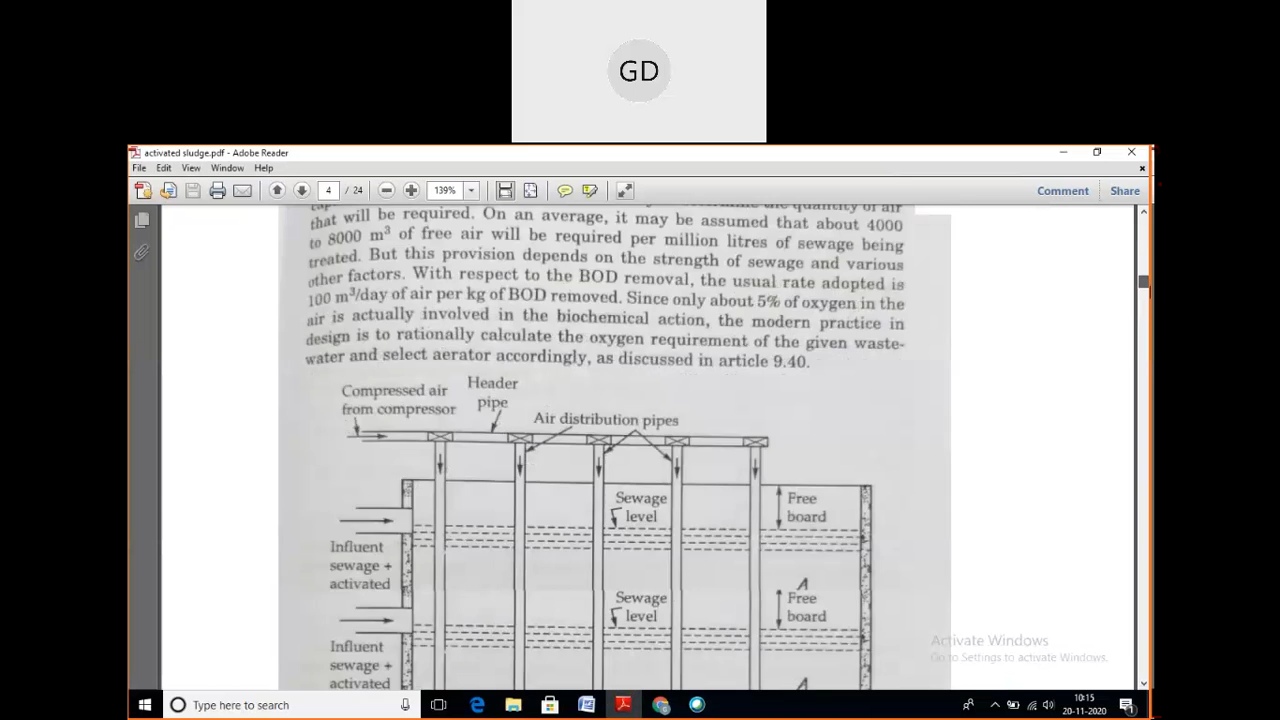 GD
activated sludge.pdf - Adobe Reader
File Edit View Window Help
4 / 24 139% Comment Share
the quantity of air
that will be required. On an average, it may be assumed that about 4000
to 8000 m³ of free air will be required per million litres of sewage being
treated. But this provision depends on the strength of sewage and various
other factors. With respect to the BOD removal, the usual rate adopted is
100 m³/day of air per kg of BOD removed. Since only about 5% of oxygen in the
air is actually involved in the biochemical action, the modern practice in
design is to rationally calculate the oxygen requirement of the given waste-
water and select aerator accordingly, as discussed in article 9.40.
Compressed air
from compressor
Header
pipe
Air distribution pipes
Sewage
level
Free
board
Influent
sewage +
activated
A
Sewage
level
Free
board
Influent
sewage +
activated
A
Activate Windows
Go to Settings to activate Windows.
Type here to search
10:15
20-11-2020
1